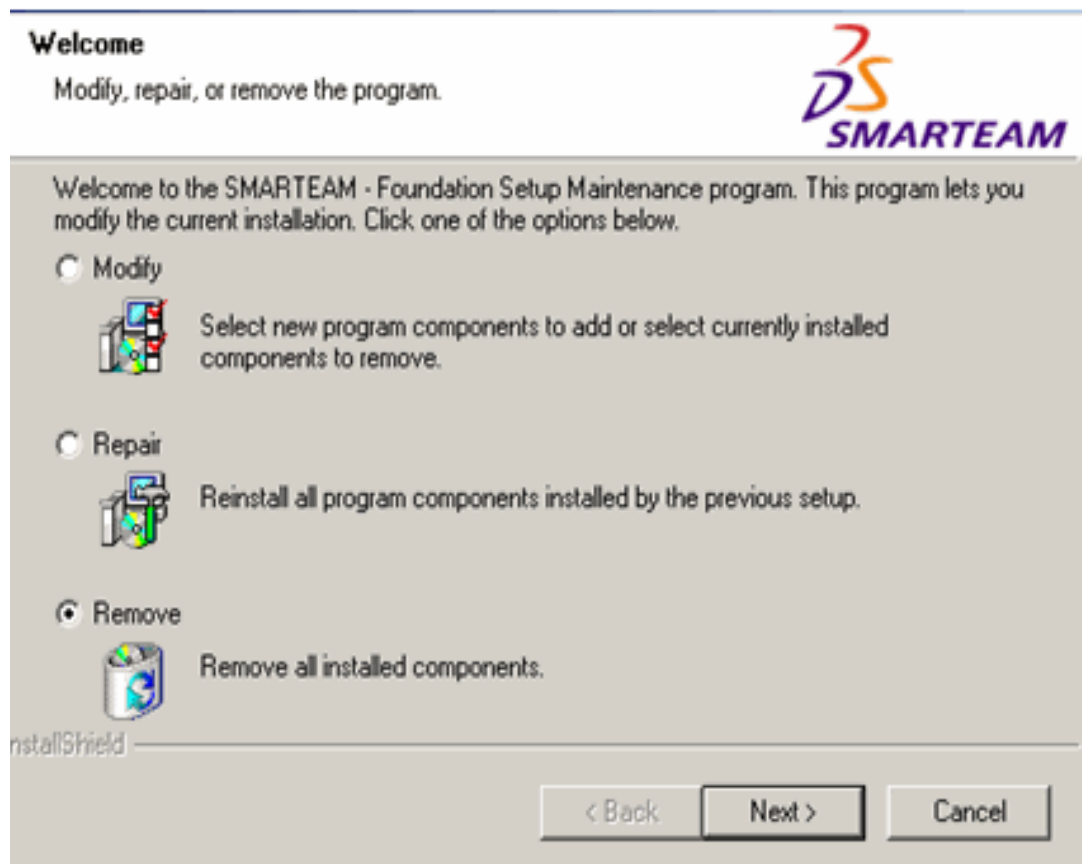 Welcome
Modify, repair, or remove the program.
DS
SMARTEAM
Welcome to the SMARTEAM - Foundation Setup Maintenance program. This program lets you
modify the current installation. Click one of the options below.
Modify
Select new program components to add or select currently installed
components to remove.
Repair
Reinstall all program components installed by the previous setup.
Remove
Remove all installed components.
nstallShield
< Back
Next >
Cancel